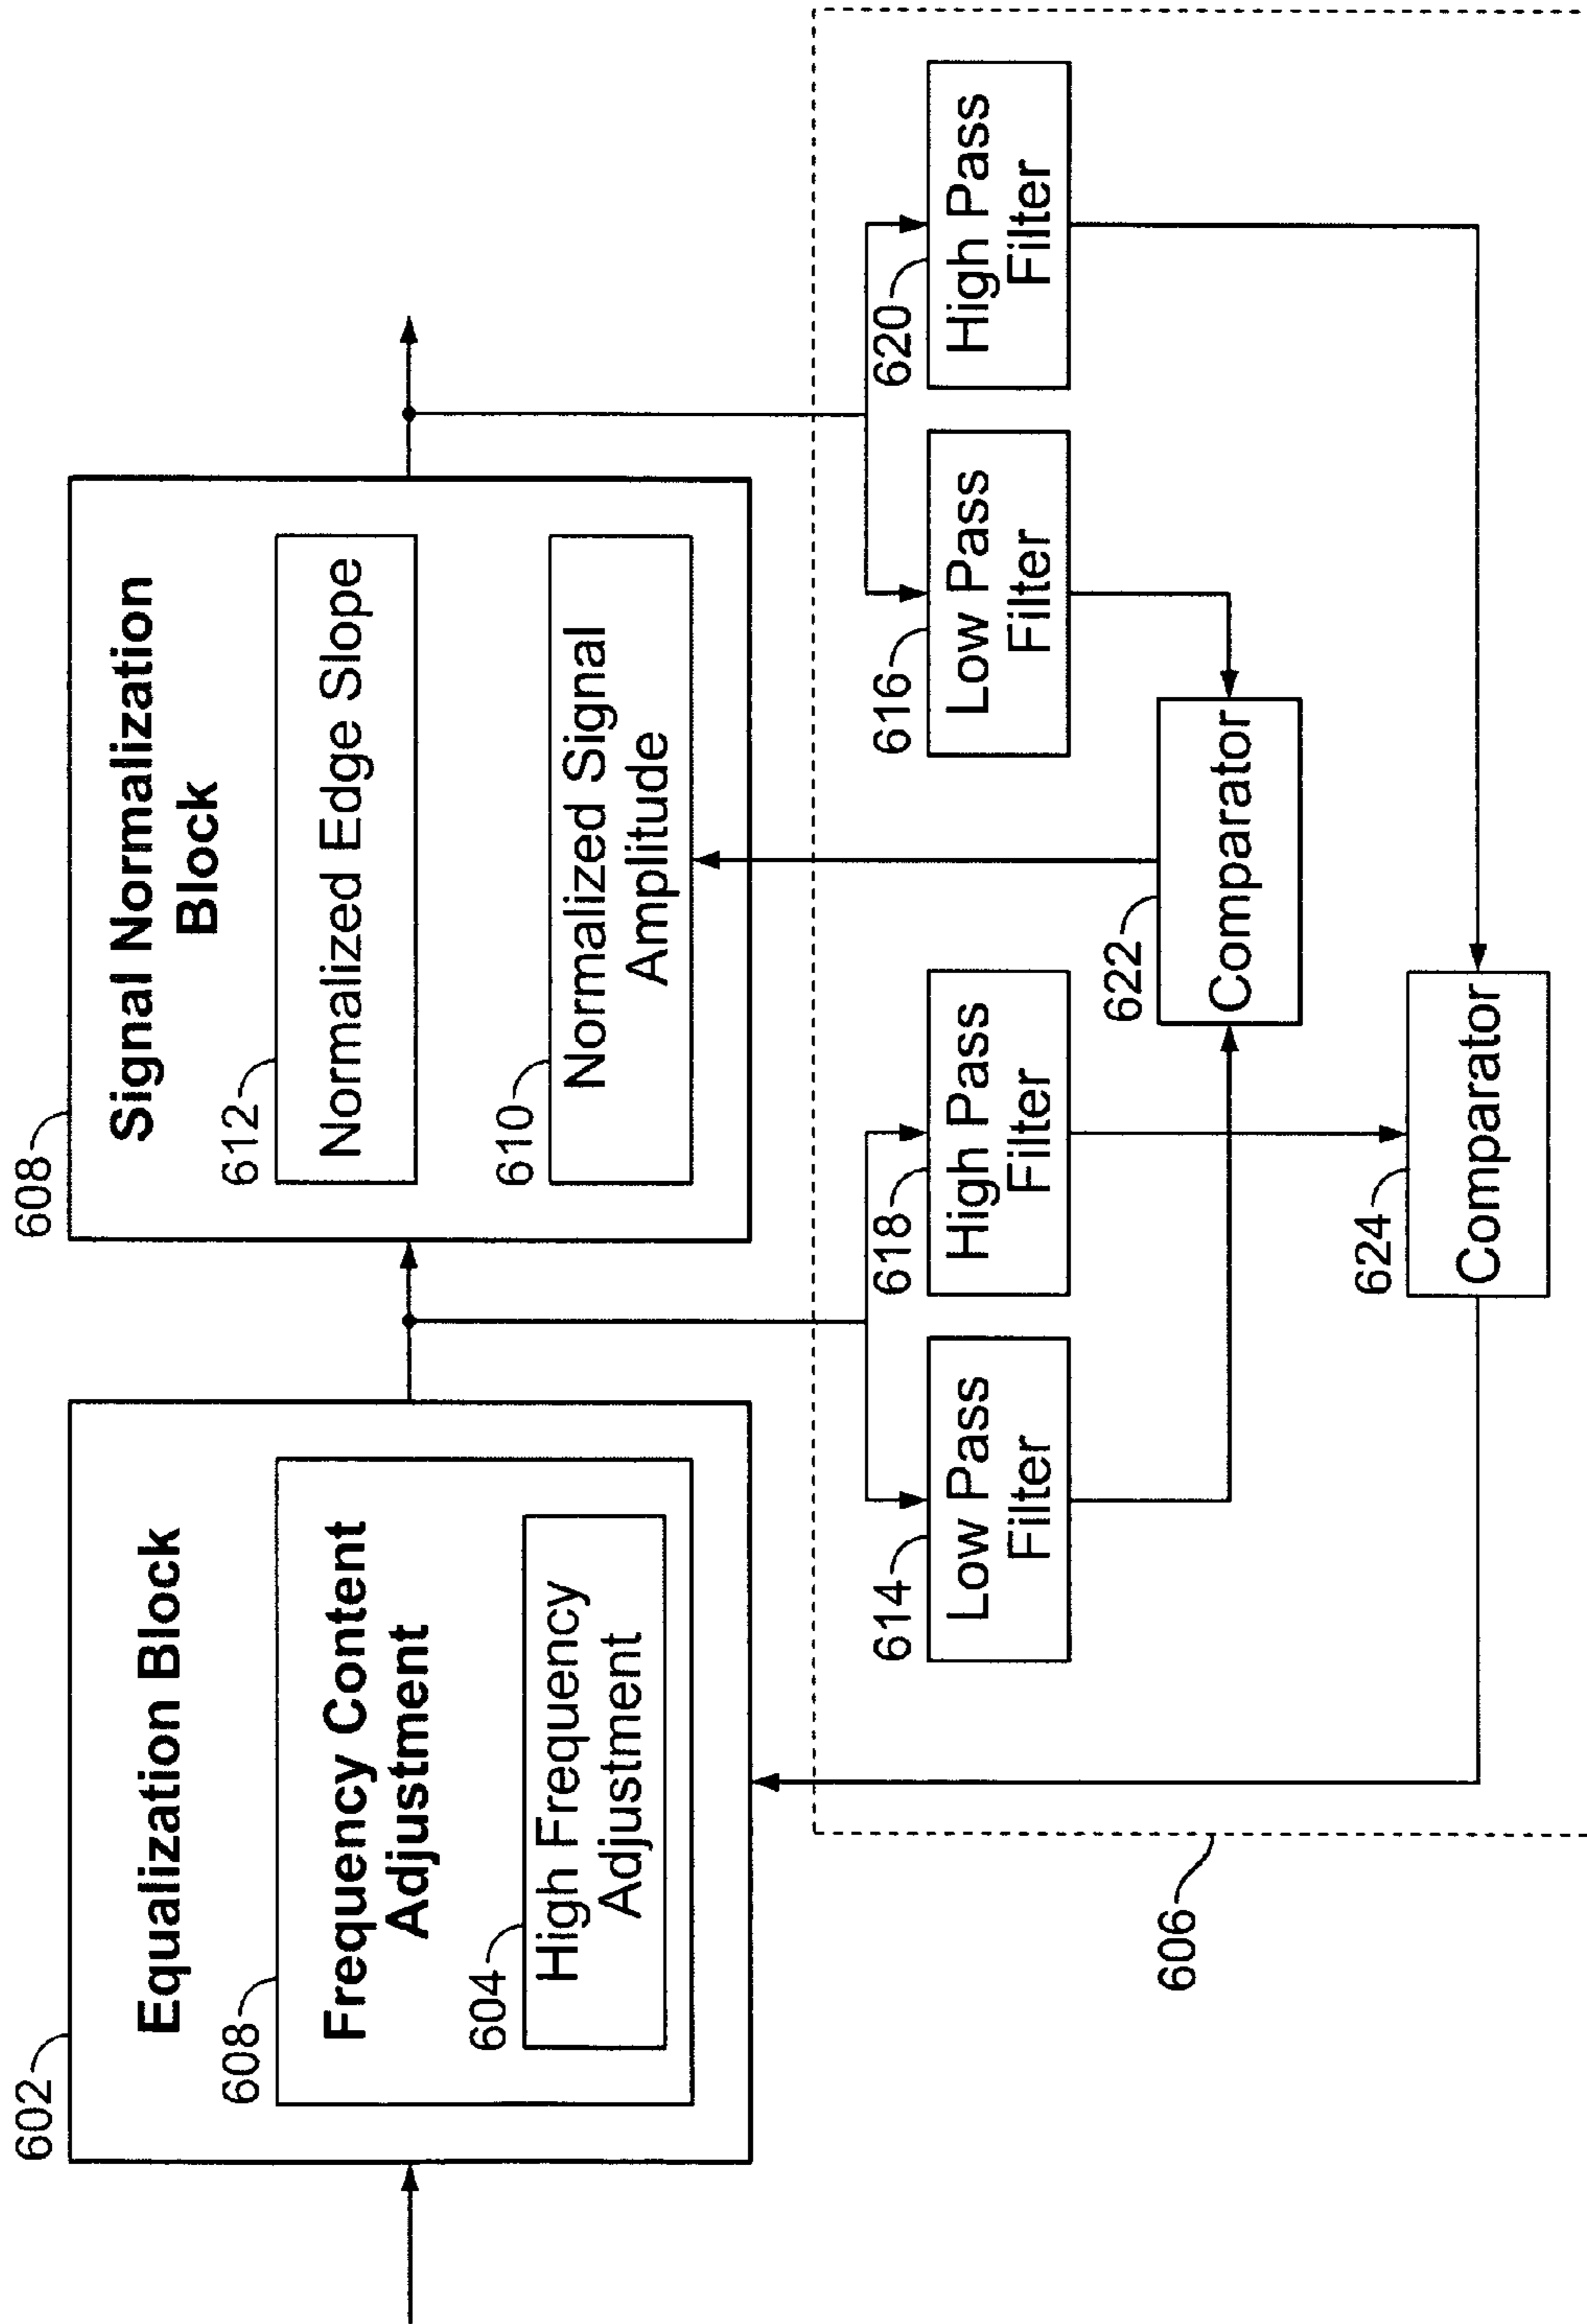 602
Equalization Block
608
Frequency Content
Adjustment
604
High Frequency
Adjustment
608
Signal Normalization
Block
612
Normalized Edge Slope
610
Normalized Signal
Amplitude
606
614
Low Pass
Filter
618
High Pass
Filter
616
Low Pass
Filter
620
High Pass
Filter
622
Comparator
624
Comparator